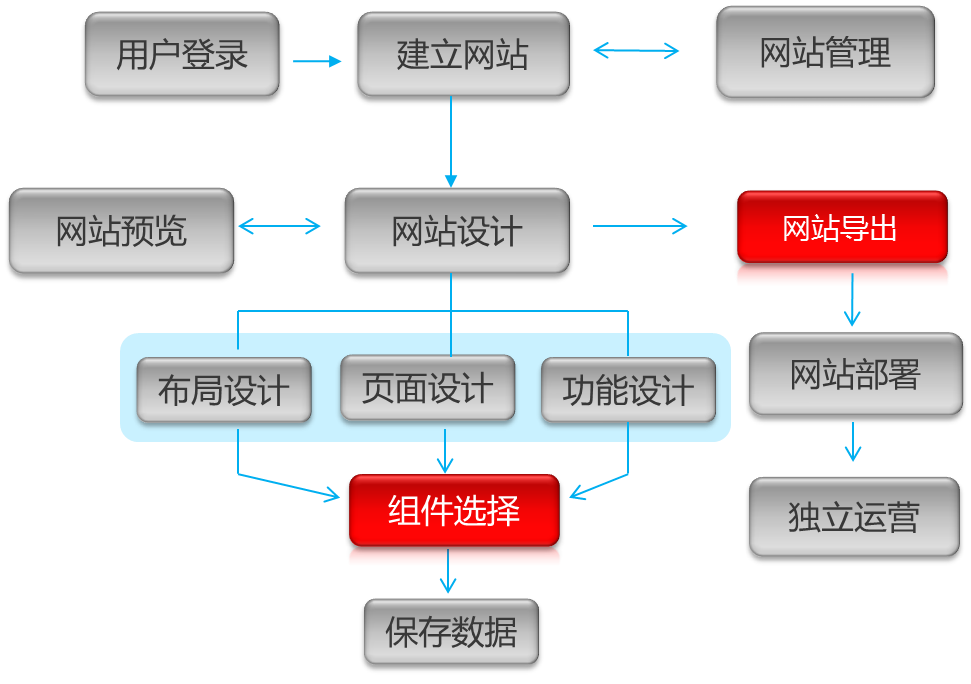 用户登录
建立网站
网站管理
网站预览
网站设计
网站导出
布局设计
页面设计
功能设计
网站部署
组件选择
独立运营
保存数据